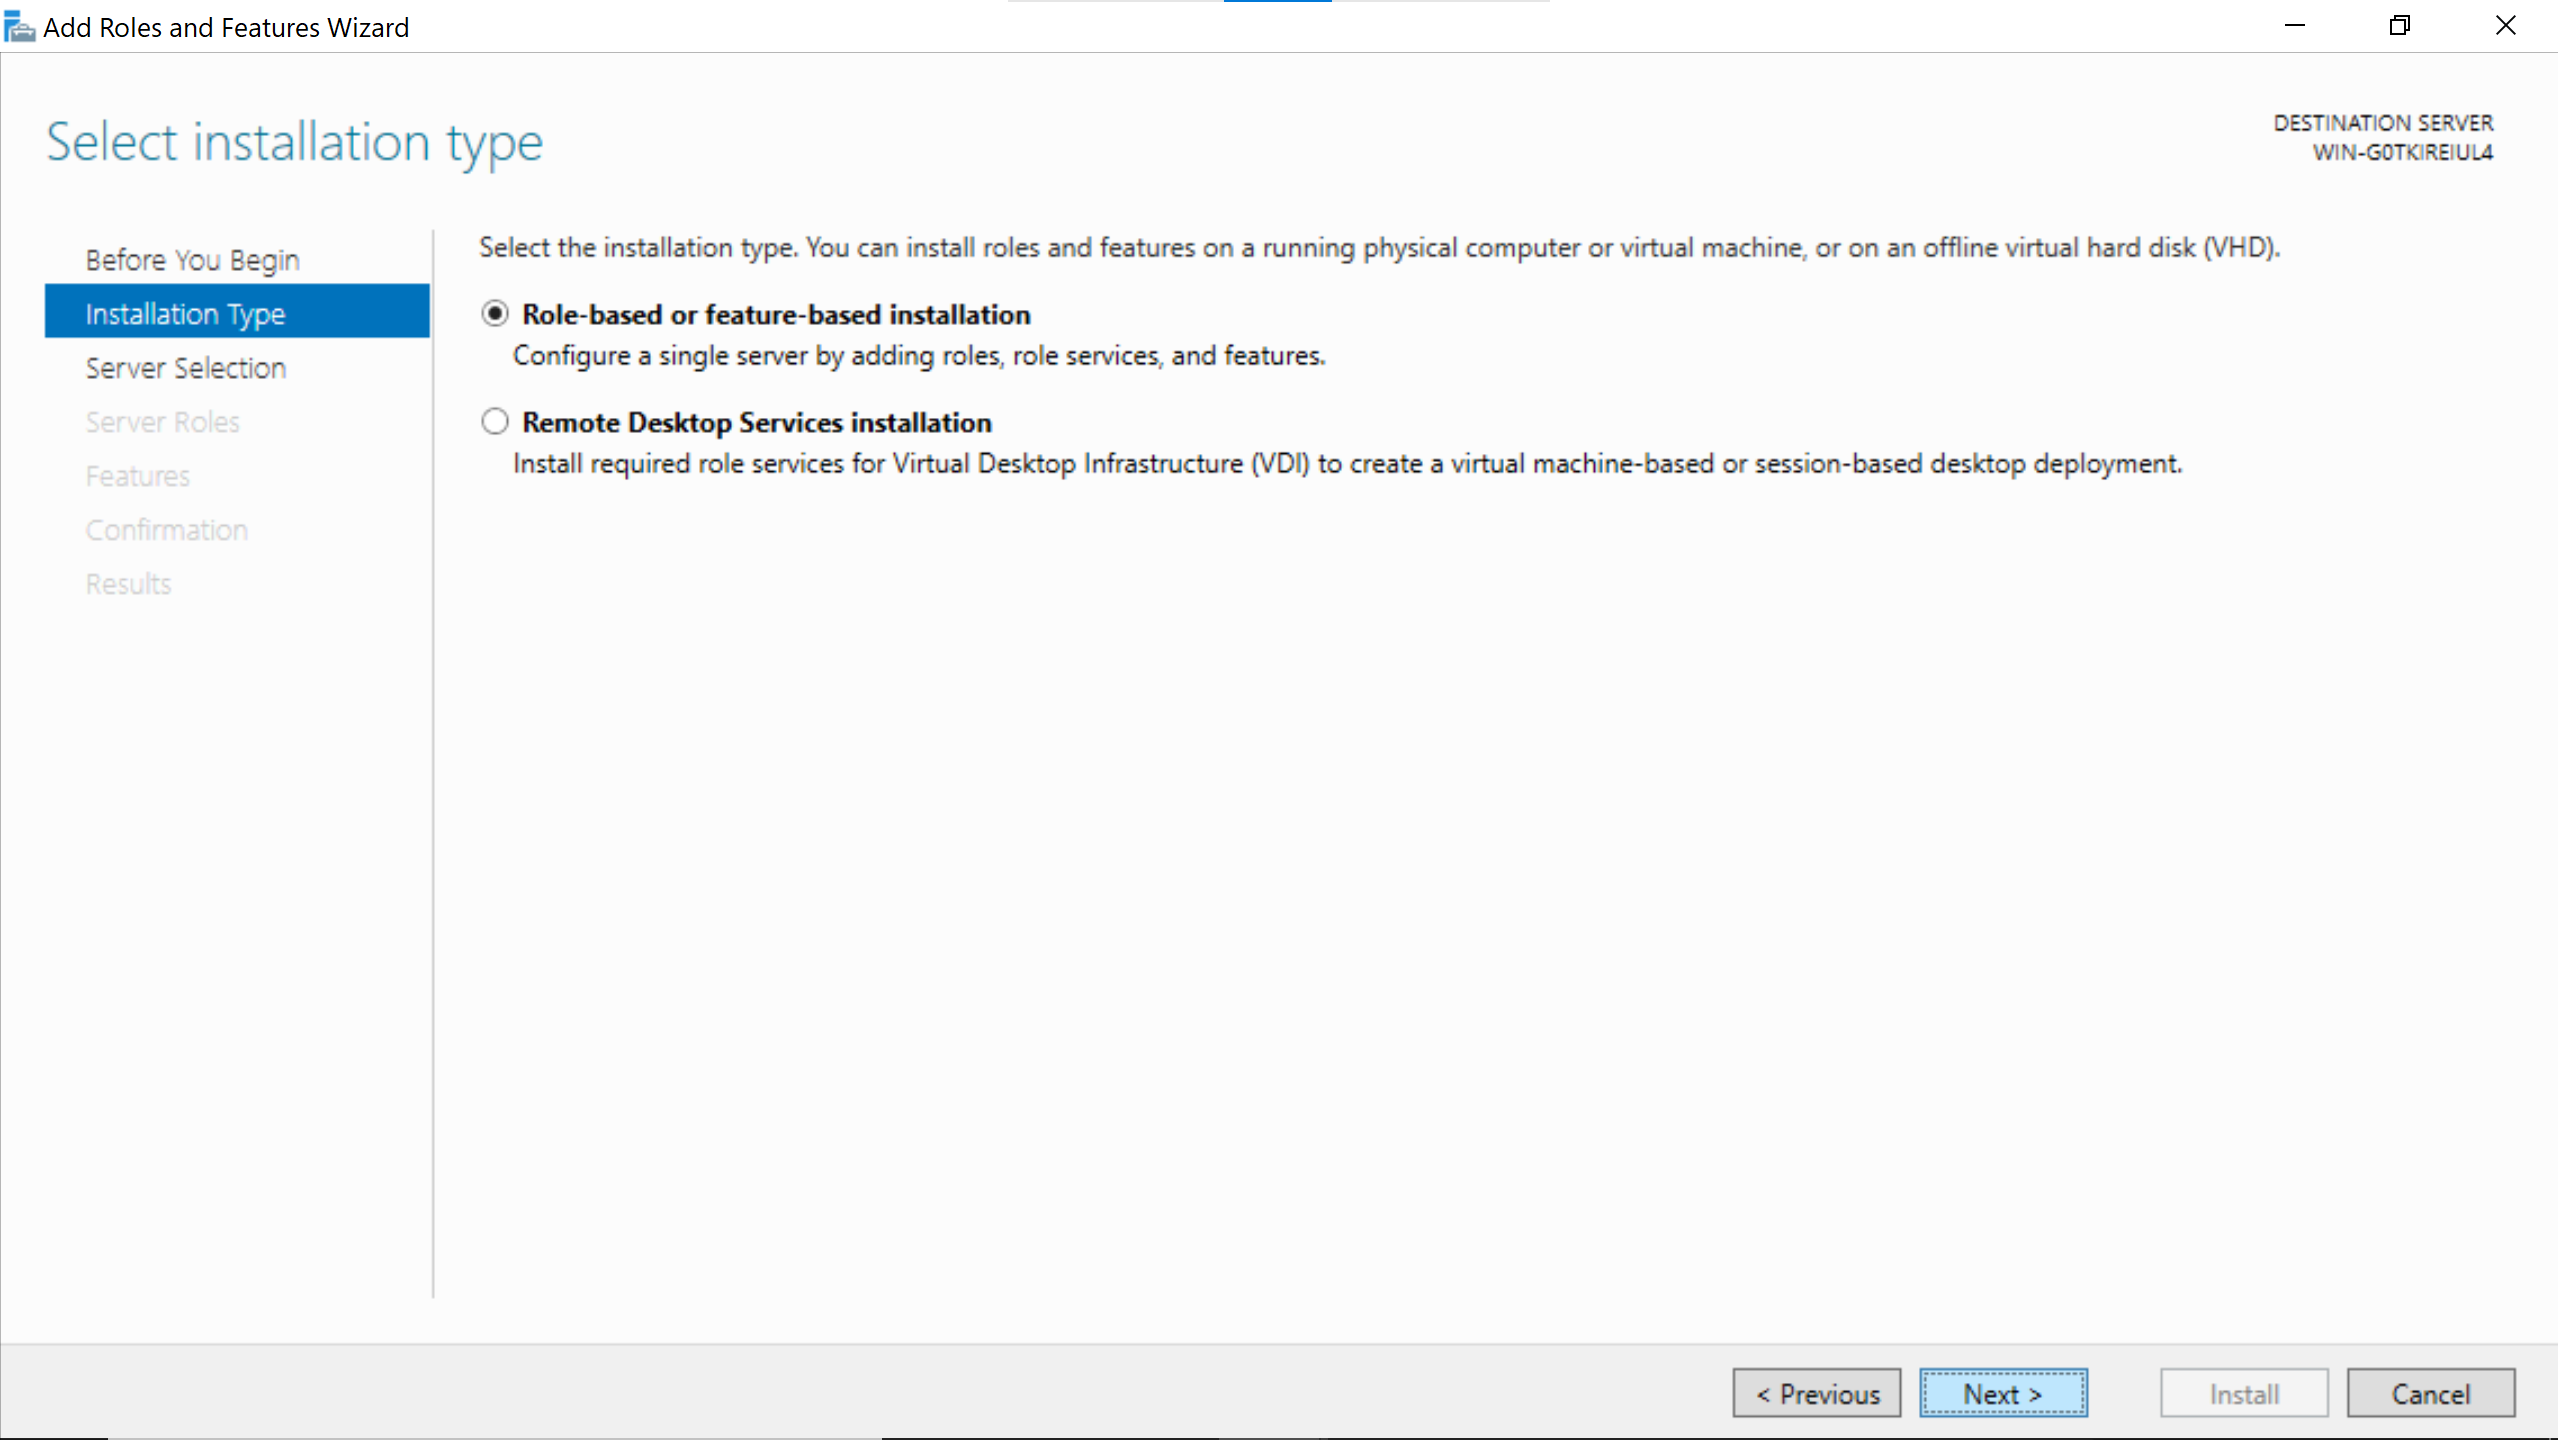 Add Roles and Features Wizard
Select installation type
DESTINATION SERVER
WIN-G0TKIREIUL4
Before You Begin
Installation Type
Server Selection
Server Roles
Features
Confirmation
Results
Select the installation type. You can install roles and features on a running physical computer or virtual machine, or on an offline virtual hard disk (VHD).
Role-based or feature-based installation
Configure a single server by adding roles, role services, and features.
Remote Desktop Services installation
Install required role services for Virtual Desktop Infrastructure (VDI) to create a virtual machine-based or session-based desktop deployment.
< Previous
Next >
Install
Cancel